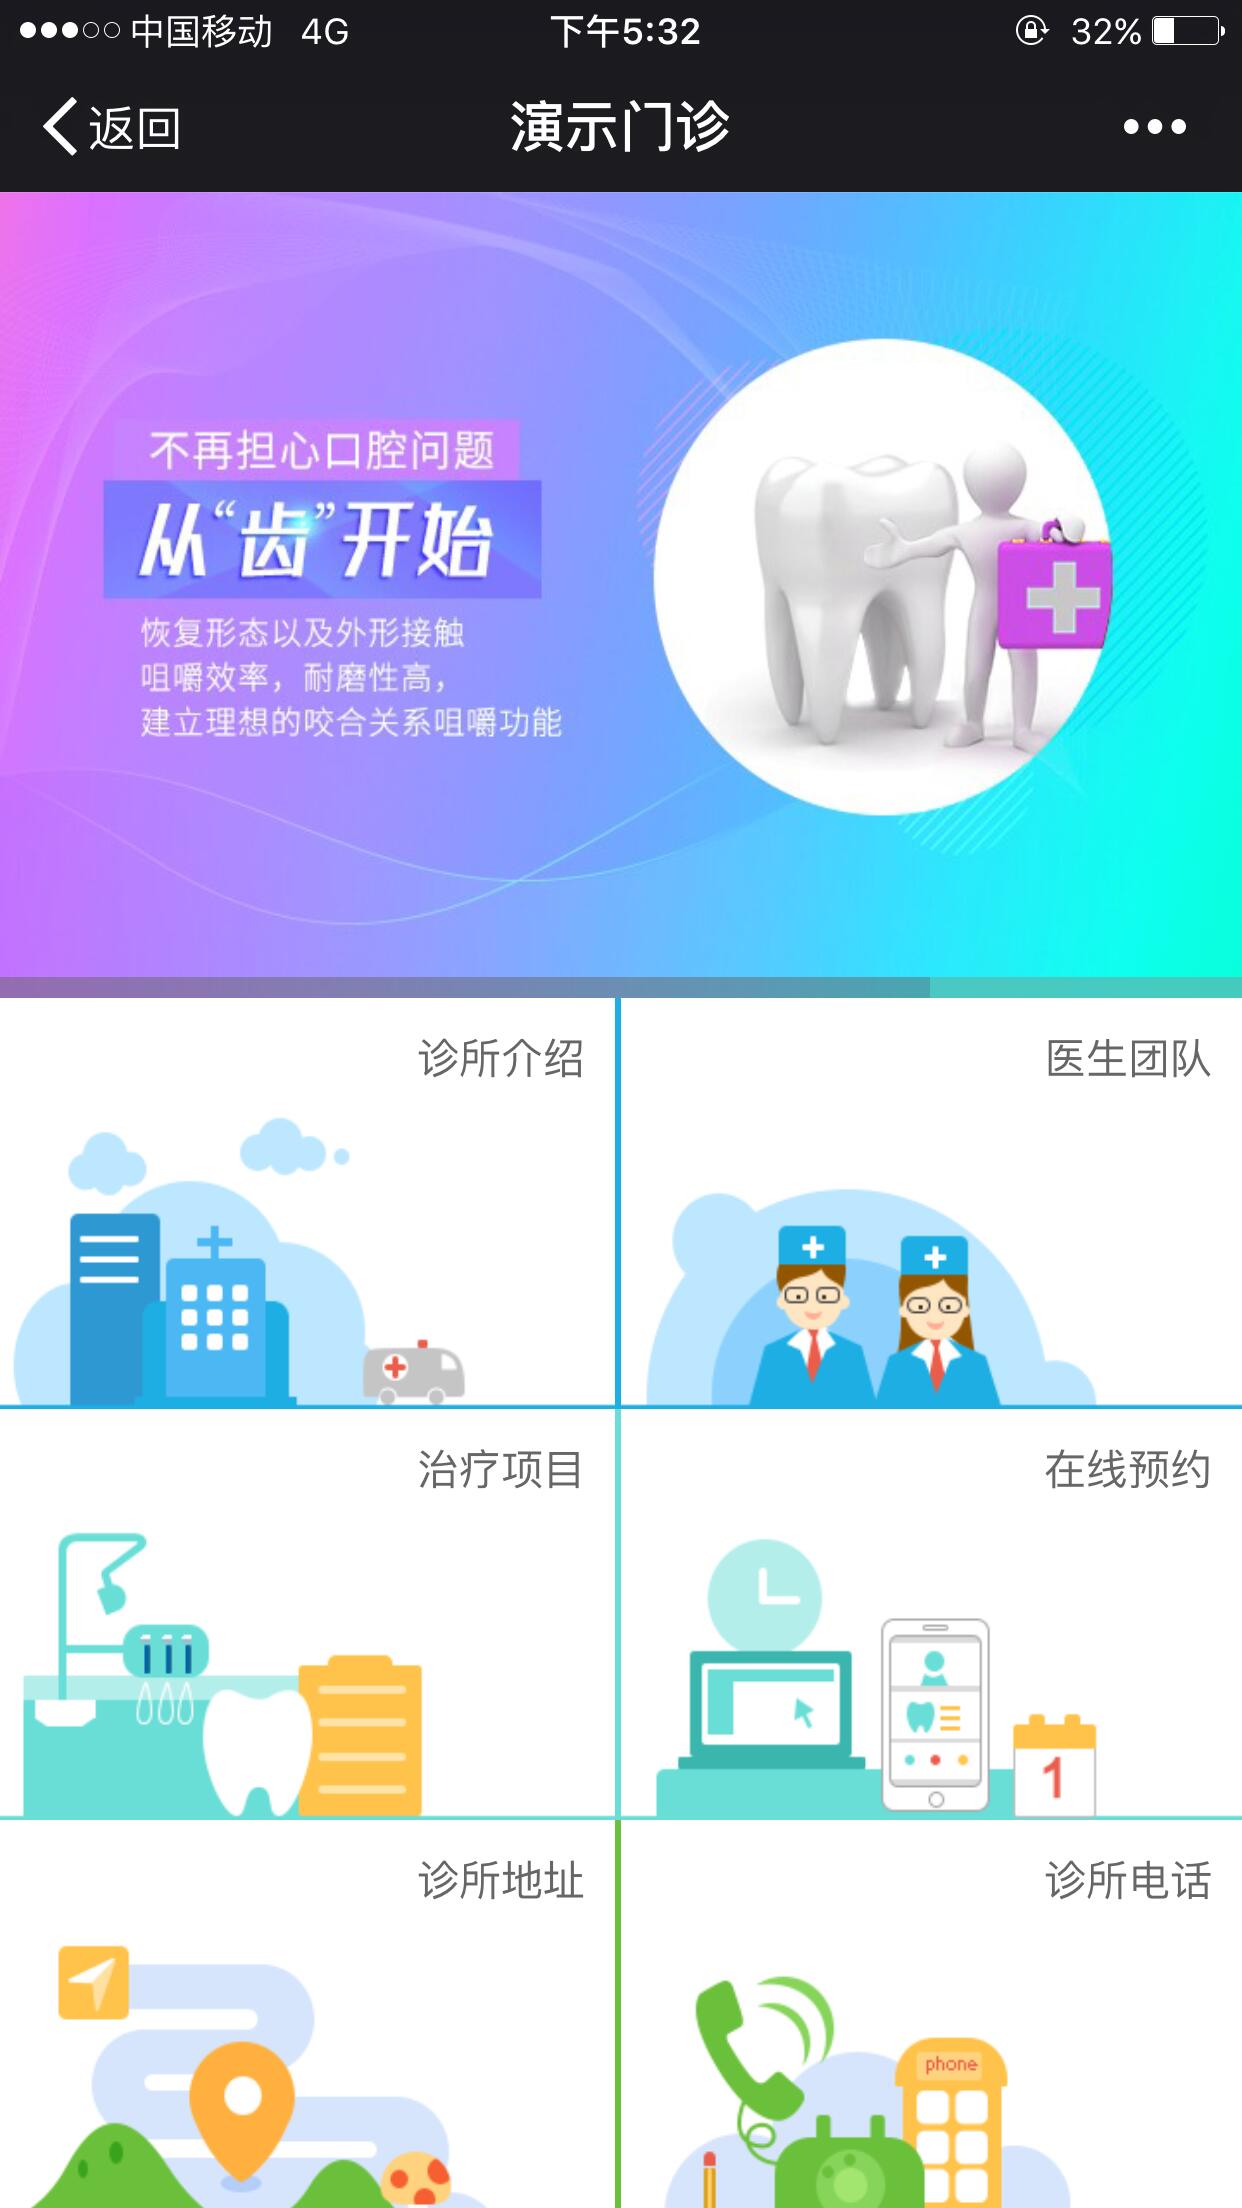 中国移动 4G 下午5:32 32%
返回 演示门诊
不再担心口腔问题
从“齿”开始
恢复形态以及外形接触
咀嚼效率，耐磨性高，
建立理想的咬合关系咀嚼功能
诊所介绍 医生团队
治疗项目 在线预约
1
诊所地址 诊所电话
phone